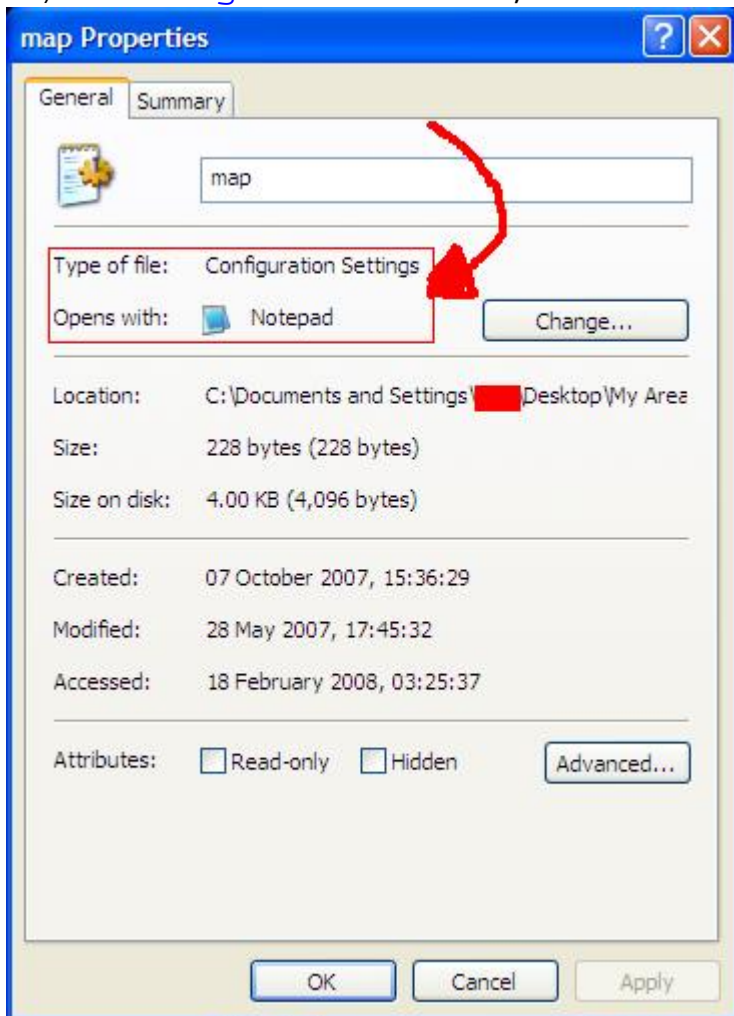 map Properties
General Summary
map
Type of file: Configuration Settings
Opens with: Notepad Change...
Location: C:\Documents and Settings\ \Desktop\My Area
Size: 228 bytes (228 bytes)
Size on disk: 4.00 KB (4,096 bytes)
Created: 07 October 2007, 15:36:29
Modified: 28 May 2007, 17:45:32
Accessed: 18 February 2008, 03:25:37
Attributes: Read-only Hidden Advanced...
OK Cancel Apply